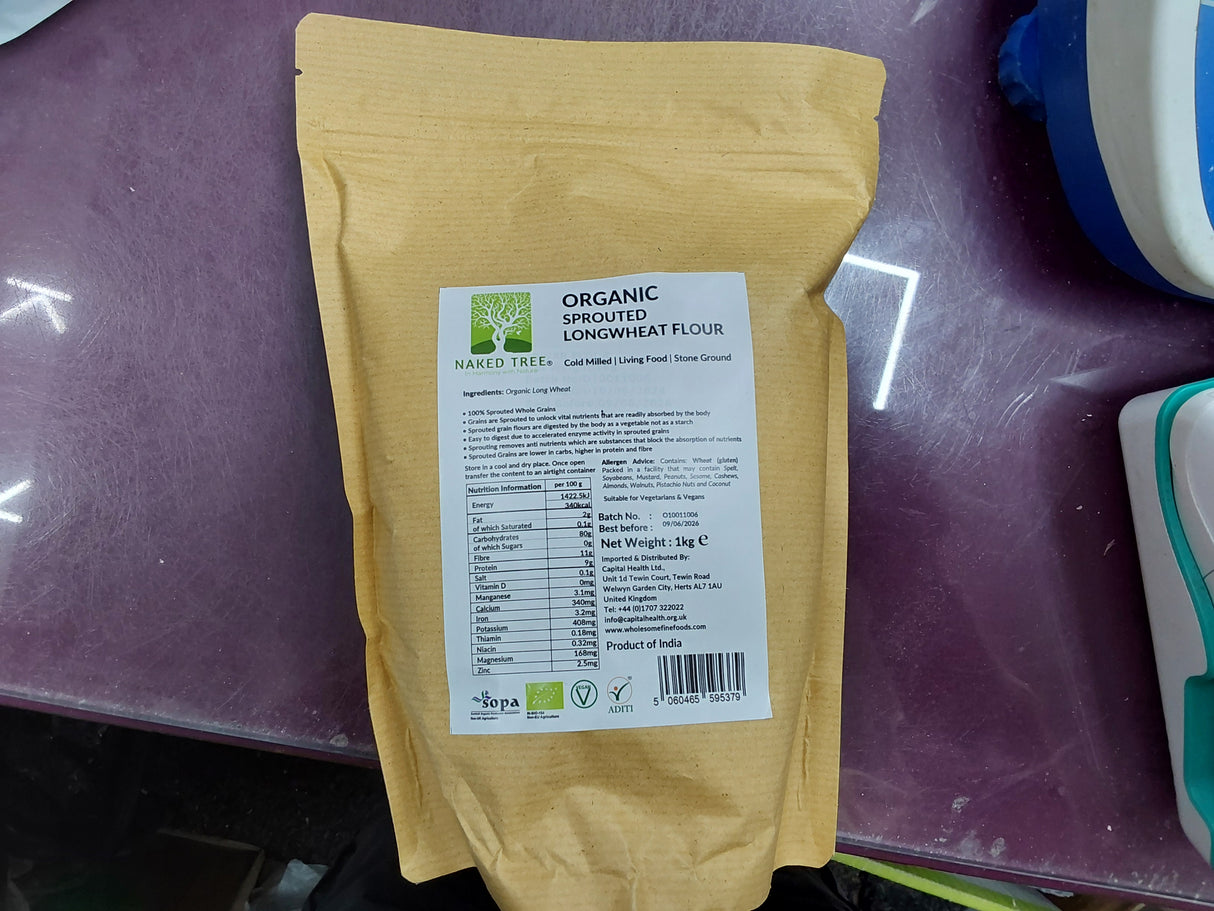 ORGANIC
SPROUTED
LONGWHEAT FLOUR
NAKED TREE®
In Harmony with Nature
Cold Milled | Living Food | Stone Ground
Ingredients: Organic Long Wheat
• 100% Sprouted Whole Grains
• Grains are Sprouted to unlock vital nutrients that are readily absorbed by the body
• Sprouted grain flours are digested by the body as a vegetable not as a starch
• Easy to digest due to accelerated enzyme activity in sprouted grains
• Sprouting removes anti nutrients which are substances that block the absorption of nutrients
• Sprouted Grains are lower in carbs, higher in protein and fibre
Store in a cool and dry place. Once open
transfer the content to an airtight container
Nutrition Information per 100 g
Energy 1422.5kJ
340kcal
Fat 2g
of which Saturated 0.1g
Carbohydrates 80g
of which Sugars 0g
Fibre 11g
Protein 9g
Salt 0.1g
Vitamin D 0mg
Manganese 3.1mg
Calcium 340mg
Iron 3.2mg
Potassium 408mg
Thiamin 0.18mg
Niacin 0.32mg
Magnesium 168mg
Zinc 2.5mg
Allergen Advice: Contains: Wheat (gluten)
Packed in a facility that may contain Spelt,
Soyabeans, Mustard, Peanuts, Sesame, Cashews,
Almonds, Walnuts, Pistachio Nuts and Coconut
Suitable for Vegetarians & Vegans
Batch No. : O10011006
Best before : 09/06/2026
Net Weight : 1kg ℮
Imported & Distributed By:
Capital Health Ltd.,
Unit 1d Tewin Court, Tewin Road
Welwyn Garden City, Herts AL7 1AU
United Kingdom
Tel: +44 (0)1707 322022
info@capitalhealth.org.uk
www.wholesomefinefoods.com
Product of India
sopa
Non-UK Agriculture
Non-EU Agriculture
VEGAN
V
ADITI
5 060465 595379